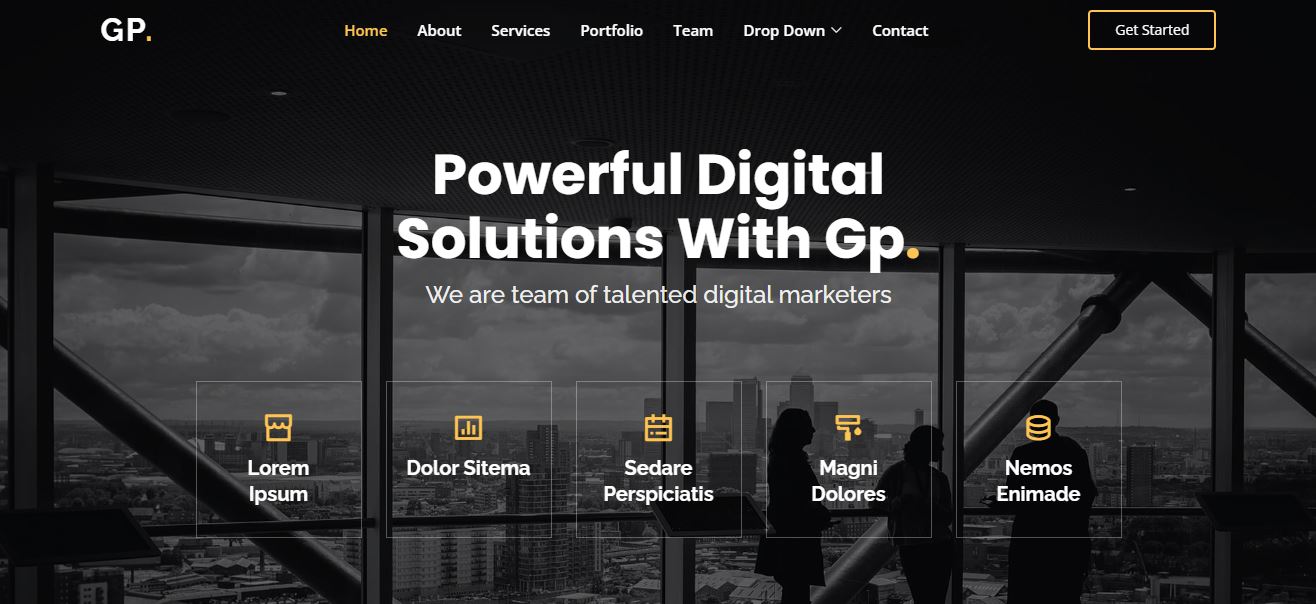 GP.
Home About Services Portfolio Team Drop Down Contact
Get Started
Powerful Digital
Solutions With Gp.
We are team of talented digital marketers
Lorem
Ipsum
Dolor Sitema
Sedare
Perspiciatis
Magni
Dolores
Nemos
Enimade